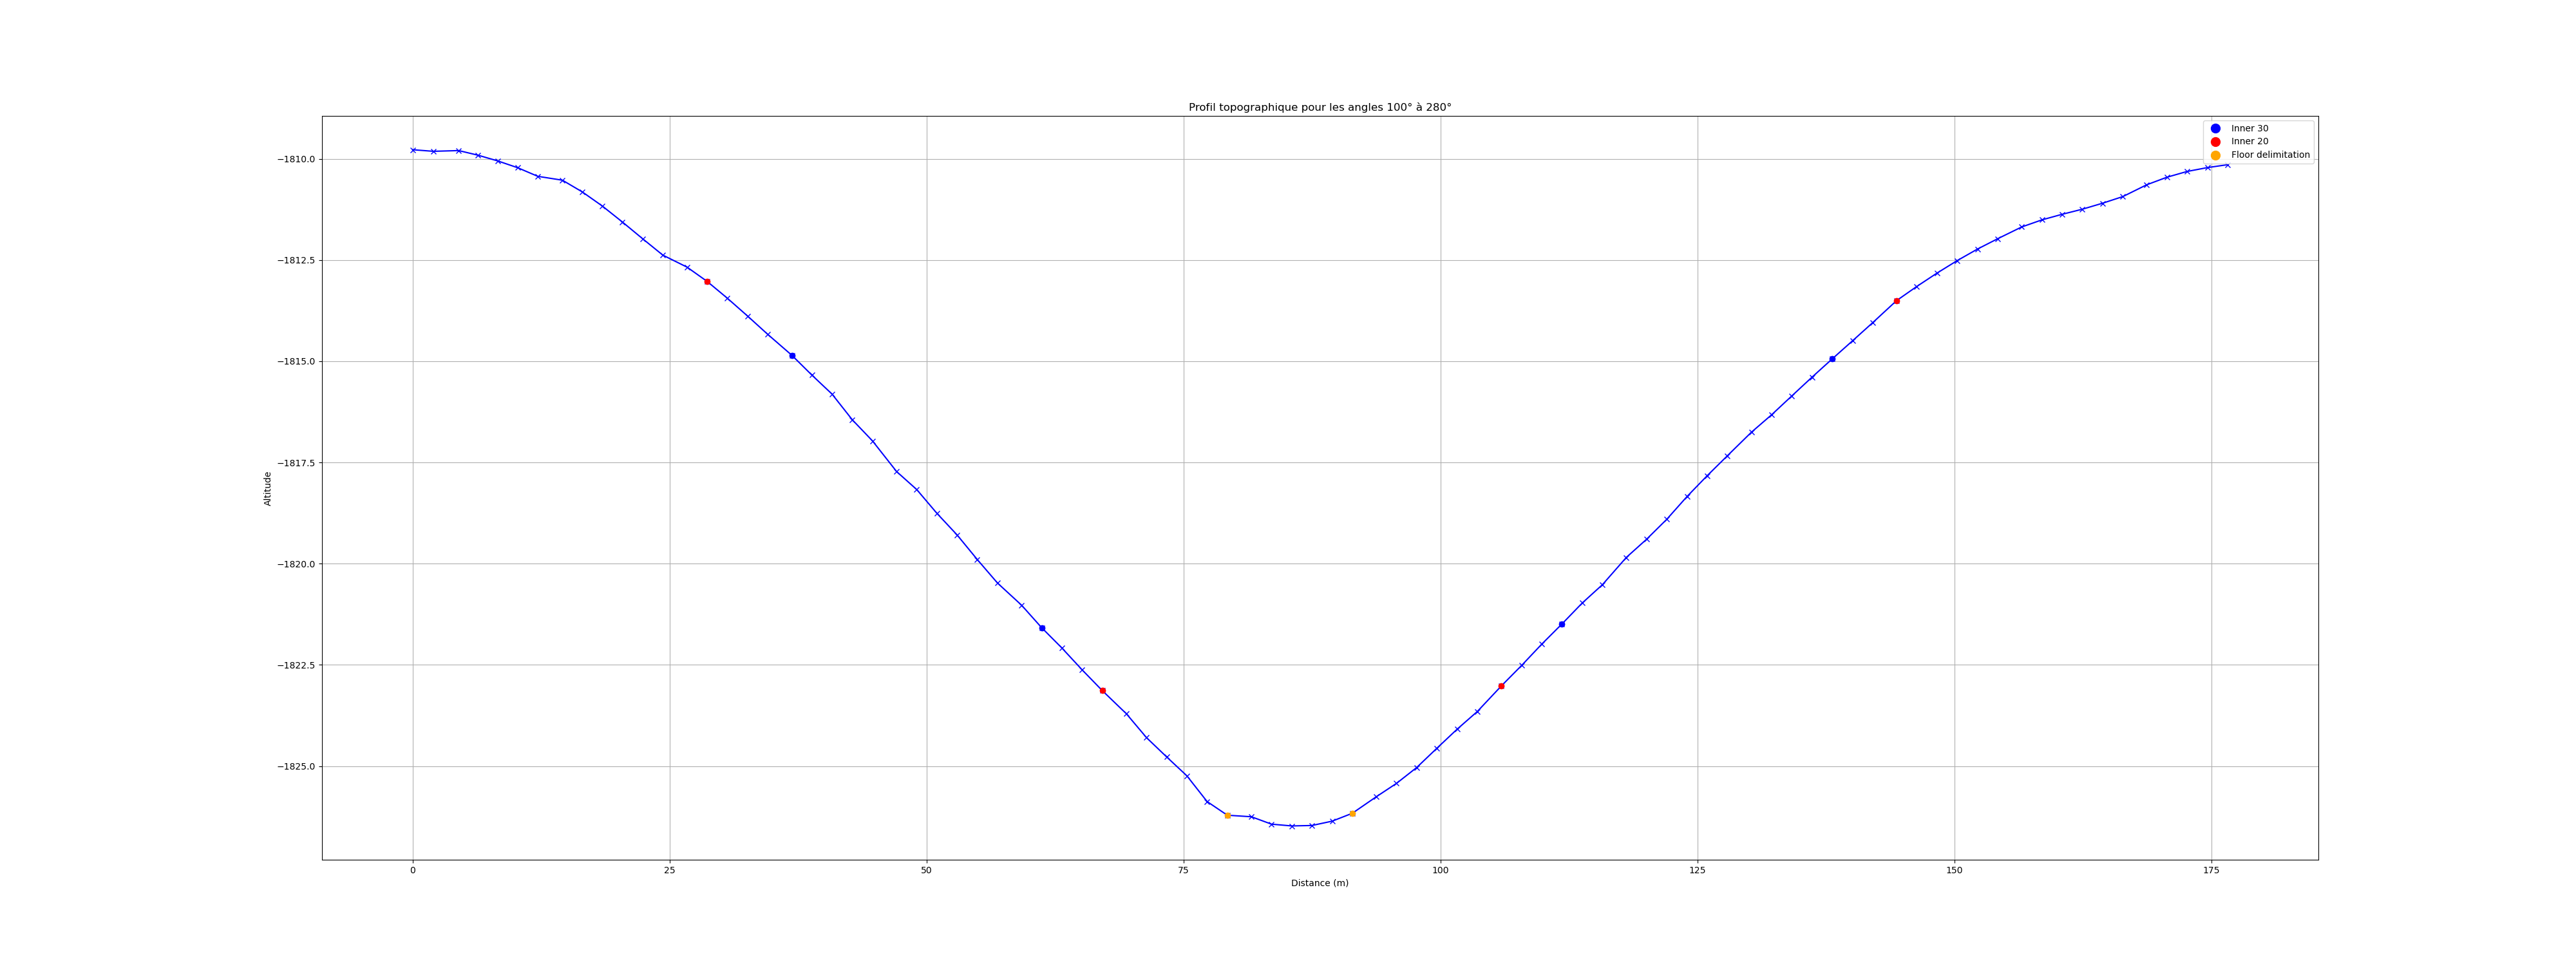 Profil topographique pour les angles 100° à 280°
Inner 30
Inner 20
Floor delimitation
Altitude
−1810.0
−1812.5
−1815.0
−1817.5
−1820.0
−1822.5
−1825.0
0 25 50 75 100 125 150 175
Distance (m)